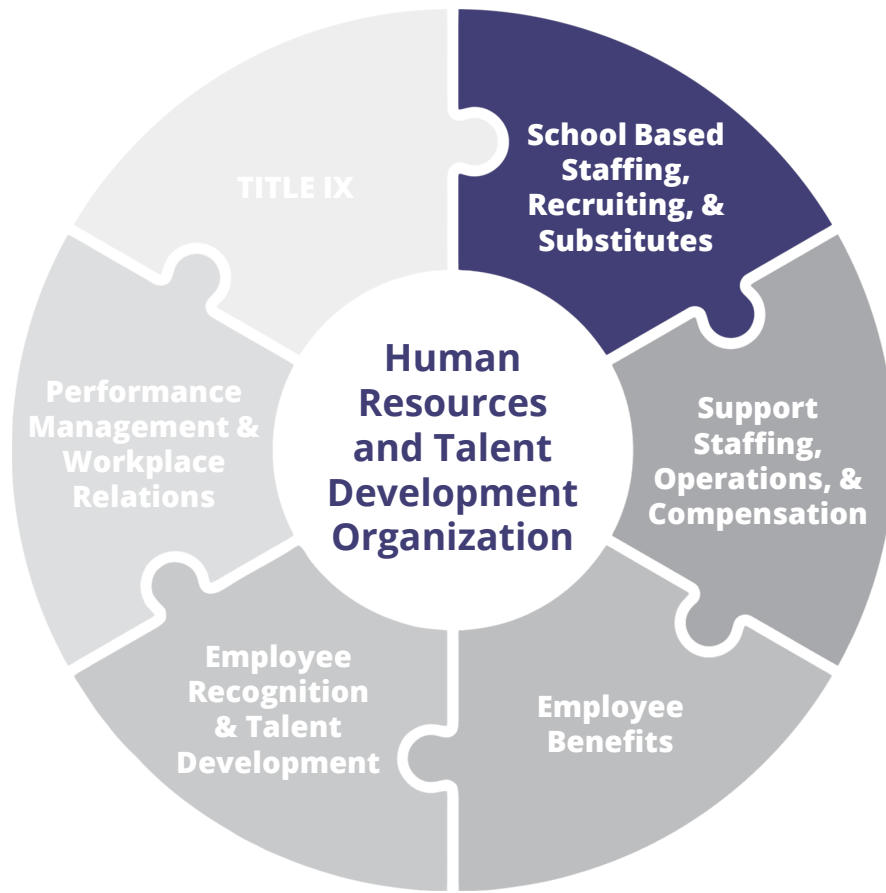 School Based
Staffing,
Recruiting, &
Substitutes
TITLE IX
Human
Resources
and Talent
Development
Organization
Performance
Management &
Workplace
Relations
Support
Staffing,
Operations, &
Compensation
Employee
Recognition
& Talent
Development
Employee
Benefits